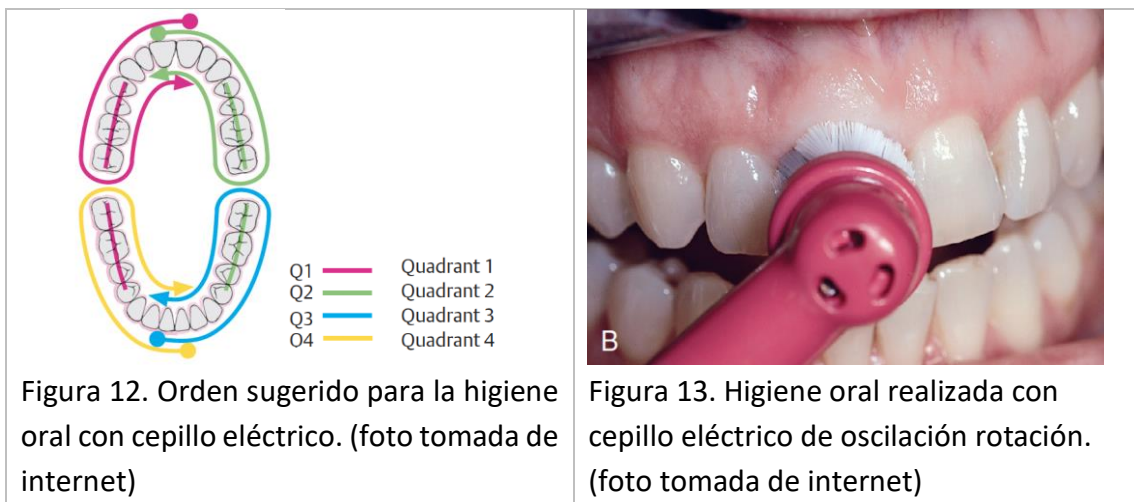 Q1 Quadrant 1
Q2 Quadrant 2
Q3 Quadrant 3
O4 Quadrant 4
Figura 12. Orden sugerido para la higiene
oral con cepillo eléctrico. (foto tomada de
internet)
B
Figura 13. Higiene oral realizada con
cepillo eléctrico de oscilación rotación.
(foto tomada de internet)